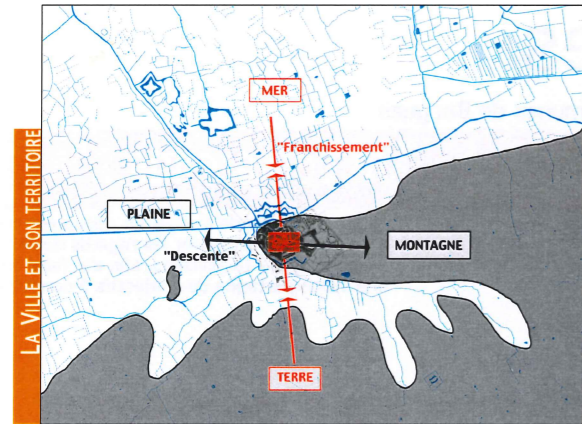 LA VILLE ET SON TERRITOIRE
MER
"Franchissement"
PLAINE
"Descente"
MONTAGNE
TERRE